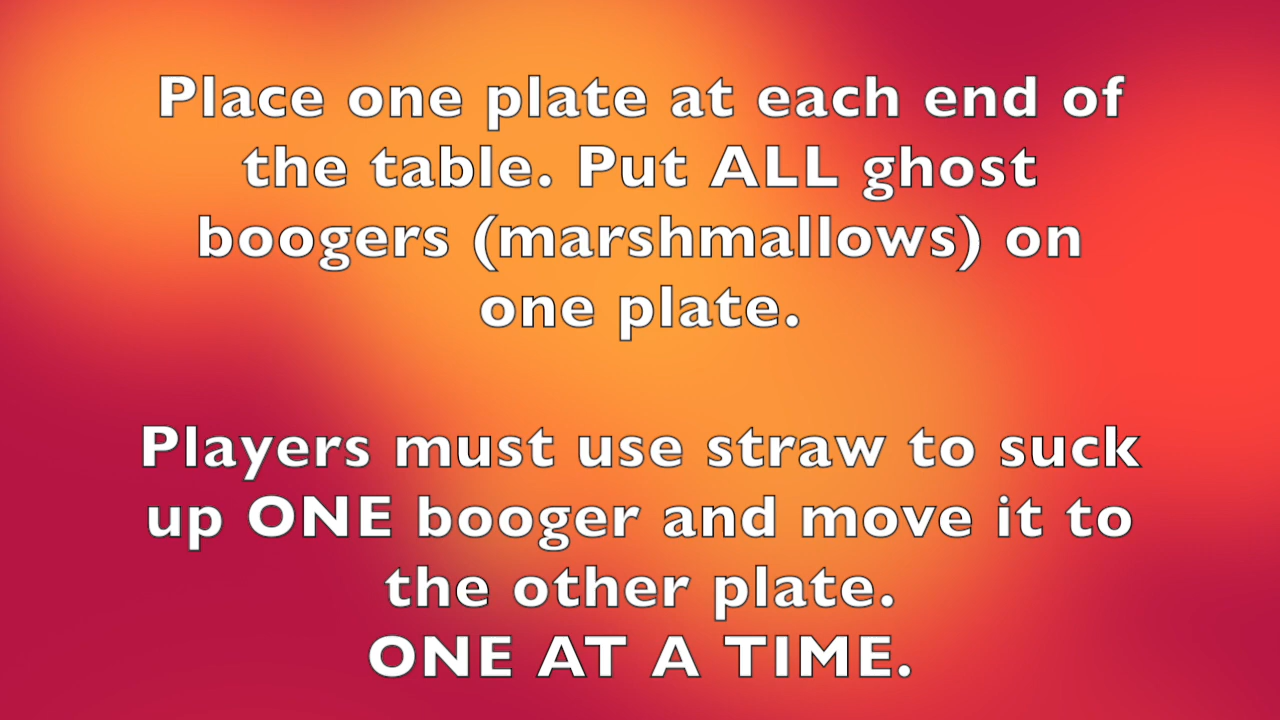 Place one plate at each end of
the table. Put ALL ghost
boogers (marshmallows) on
one plate.
Players must use straw to suck
up ONE booger and move it to
the other plate.
ONE AT A TIME.